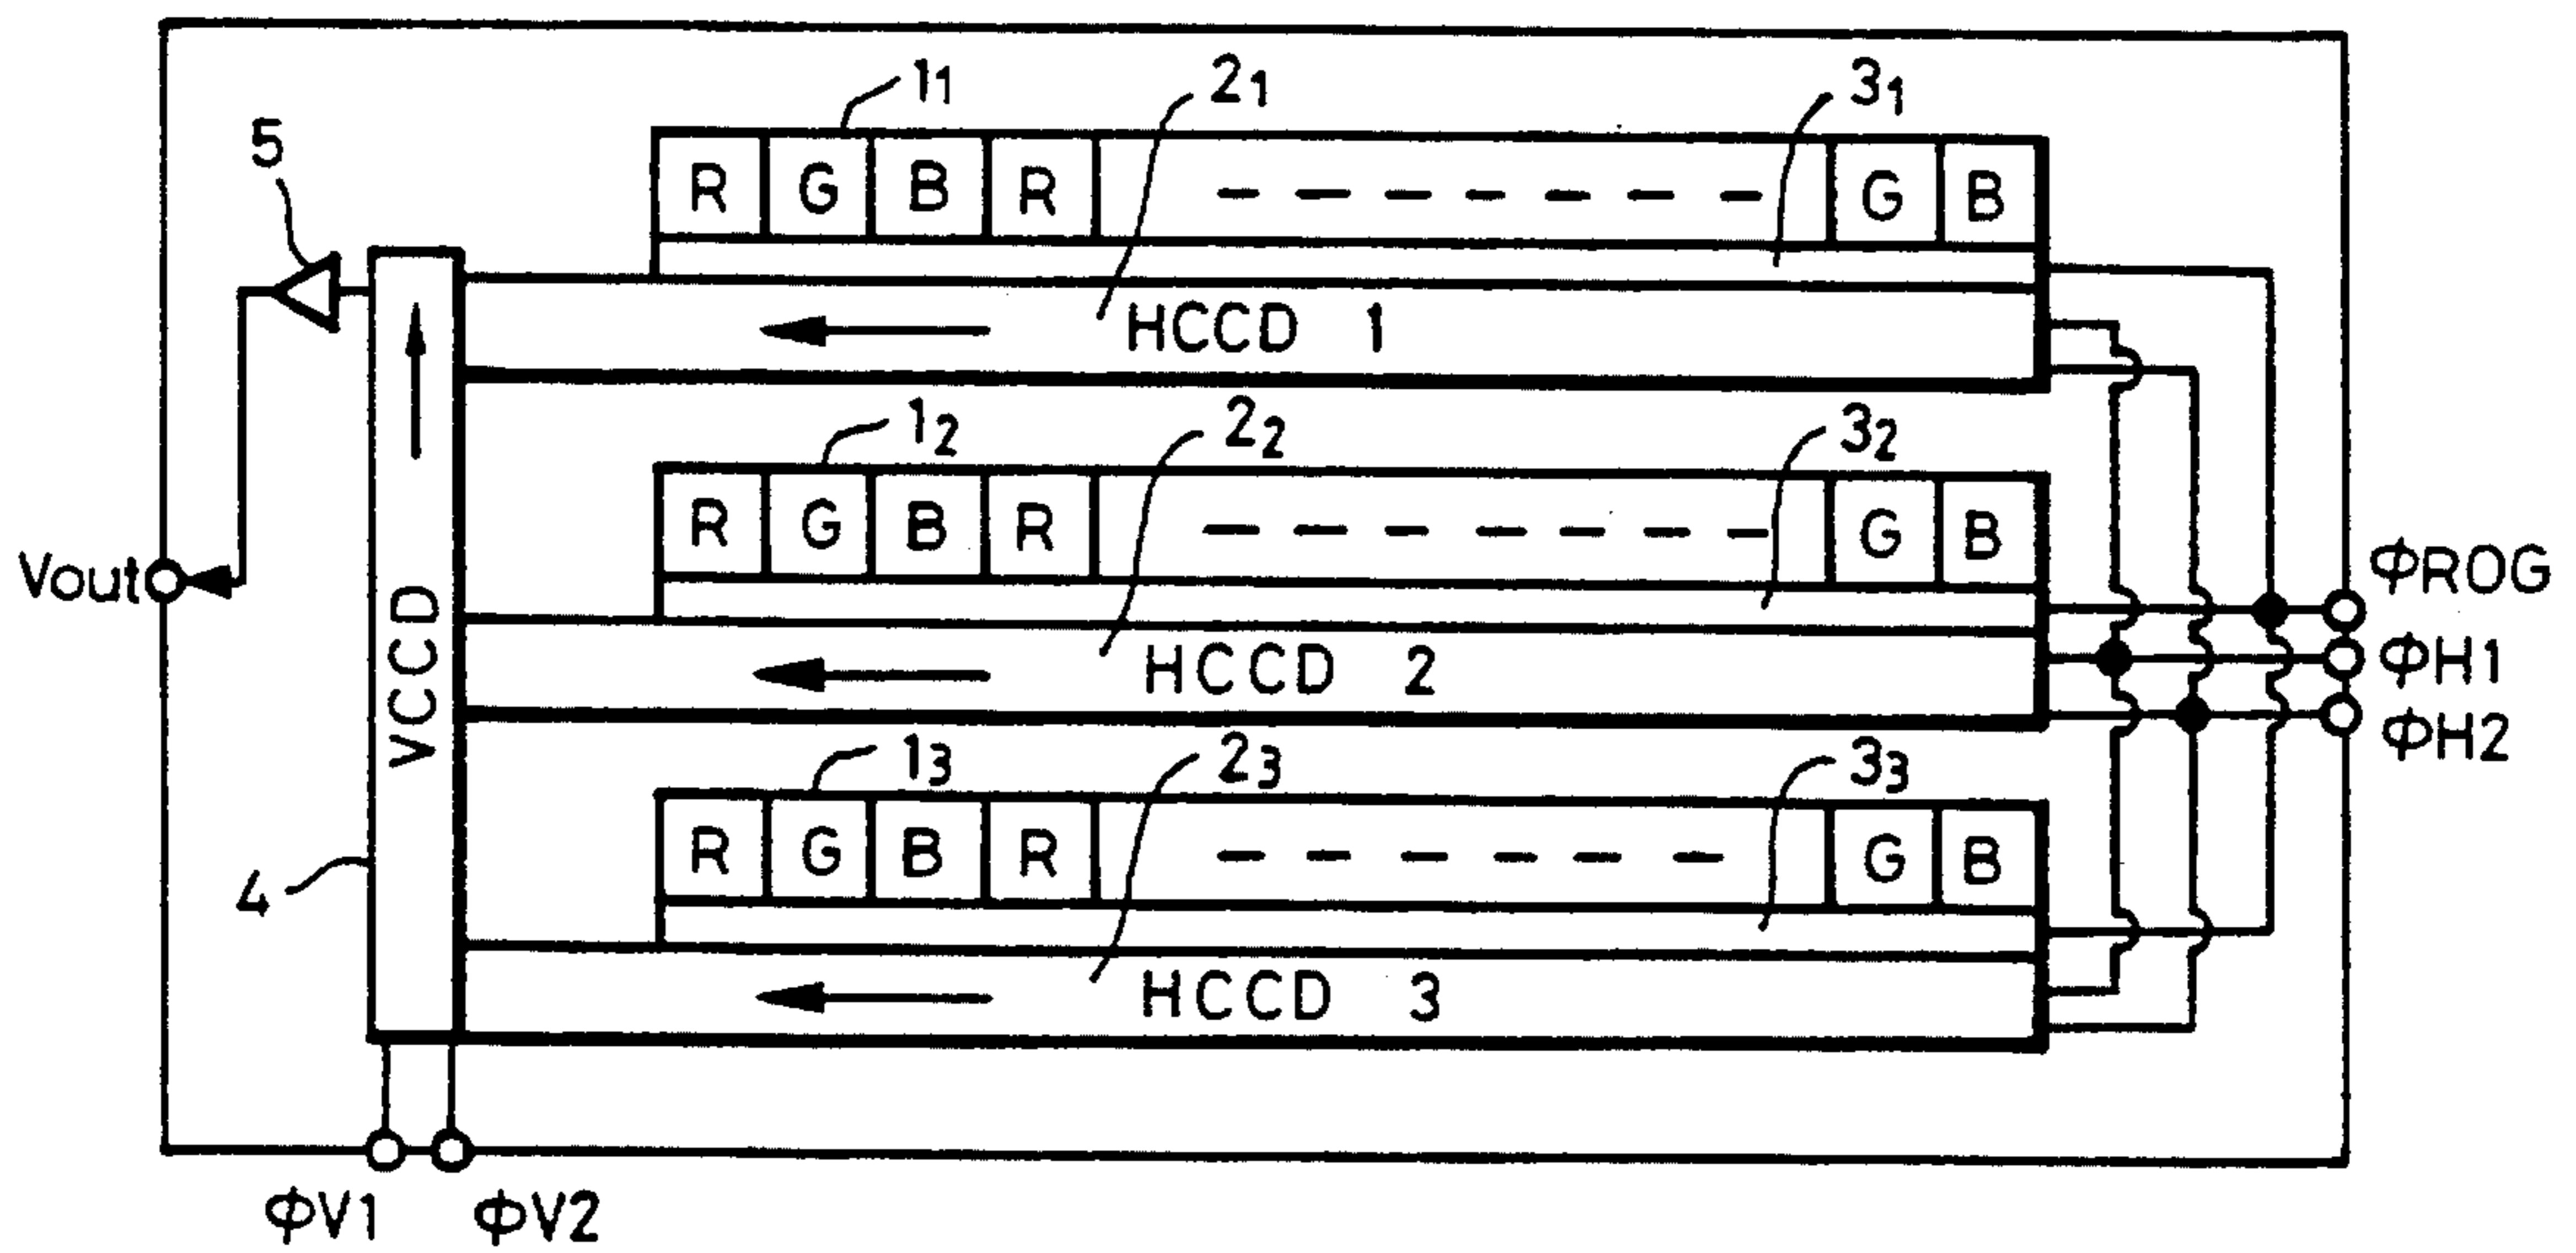 1₁ 2₁ 3₁
5
R G B R G B
HCCD 1
1₂ 2₂ 3₂
R G B R G B
Vout
VCCD
HCCD 2
ΦROG
ΦH1
ΦH2
1₃ 2₃ 3₃
R G B R G B
4
HCCD 3
ΦV1 ΦV2